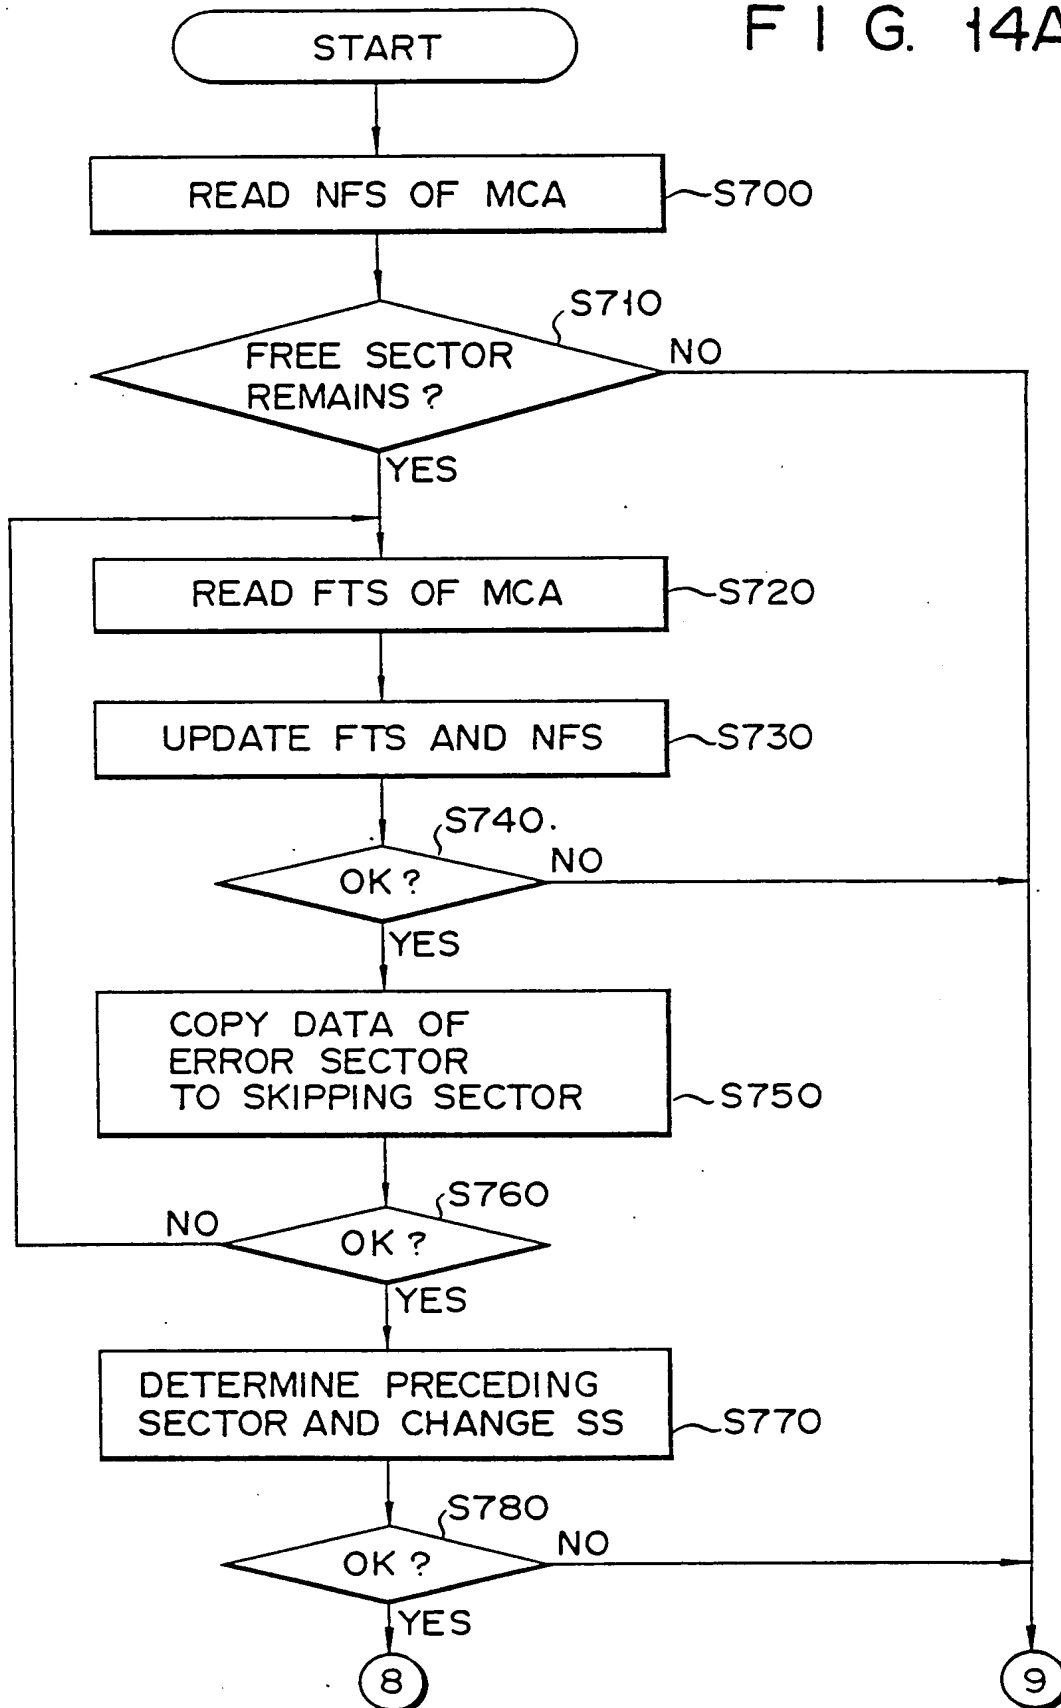 FIG. 14A
START
READ NFS OF MCA
S700
S710
FREE SECTOR
REMAINS?
NO
YES
READ FTS OF MCA
S720
UPDATE FTS AND NFS
S730
S740.
OK?
NO
YES
COPY DATA OF
ERROR SECTOR
TO SKIPPING SECTOR
S750
S760
NO
OK?
YES
DETERMINE PRECEDING
SECTOR AND CHANGE SS
S770
S780
OK?
NO
YES
8
9